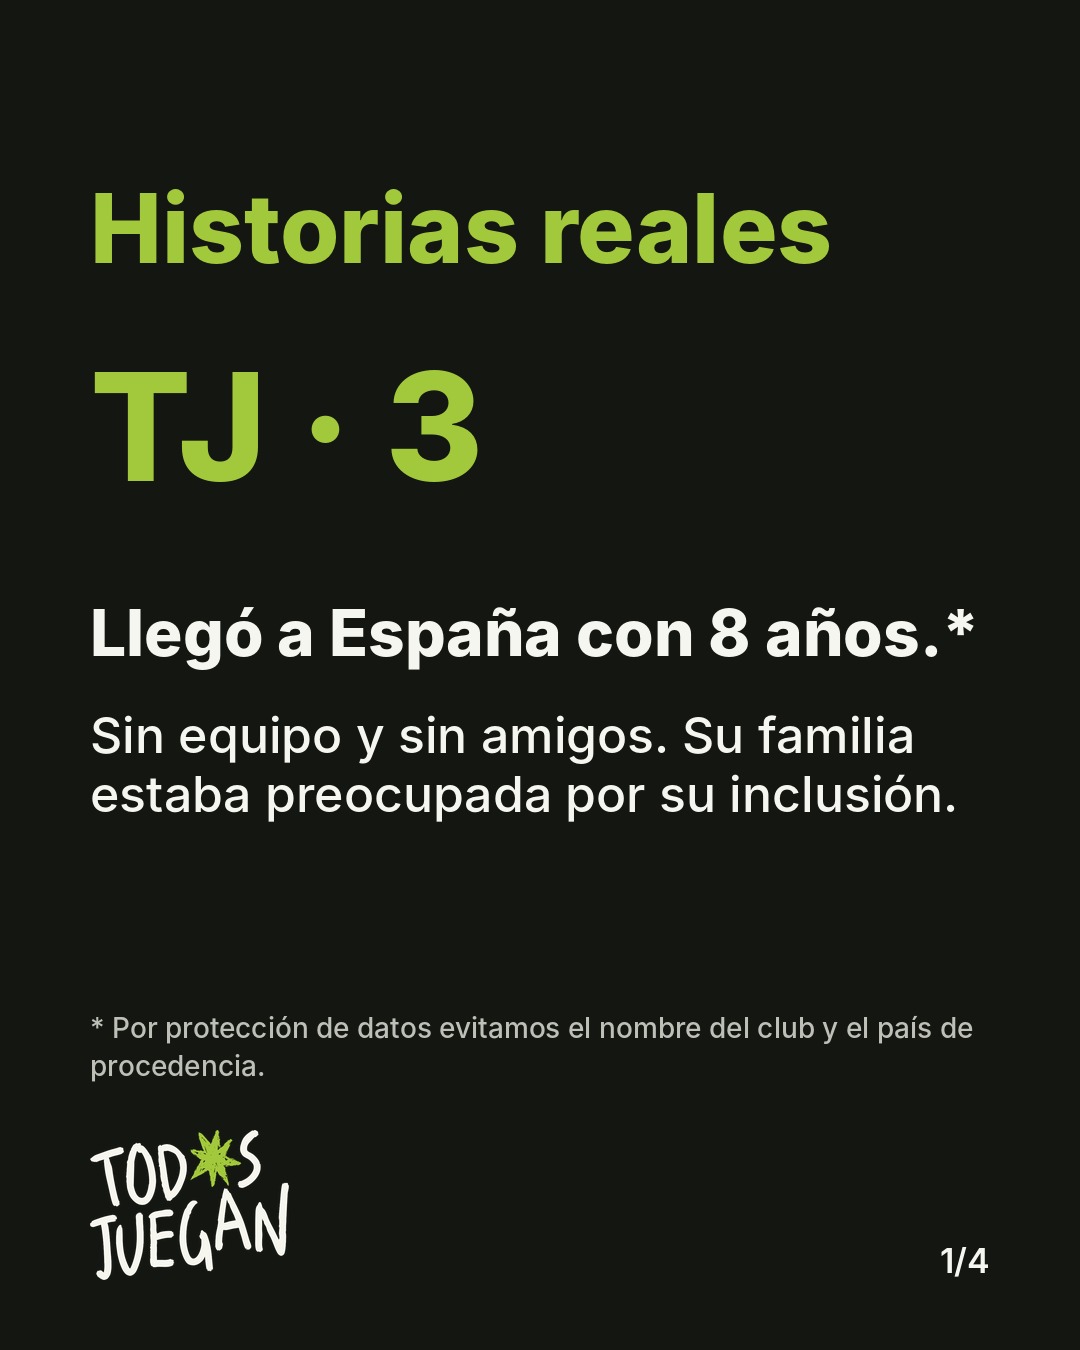 Historias reales
TJ · 3
Llegó a España con 8 años.*
Sin equipo y sin amigos. Su familia
estaba preocupada por su inclusión.
* Por protección de datos evitamos el nombre del club y el país de
procedencia.
TOD*S
JUEGAN
1/4